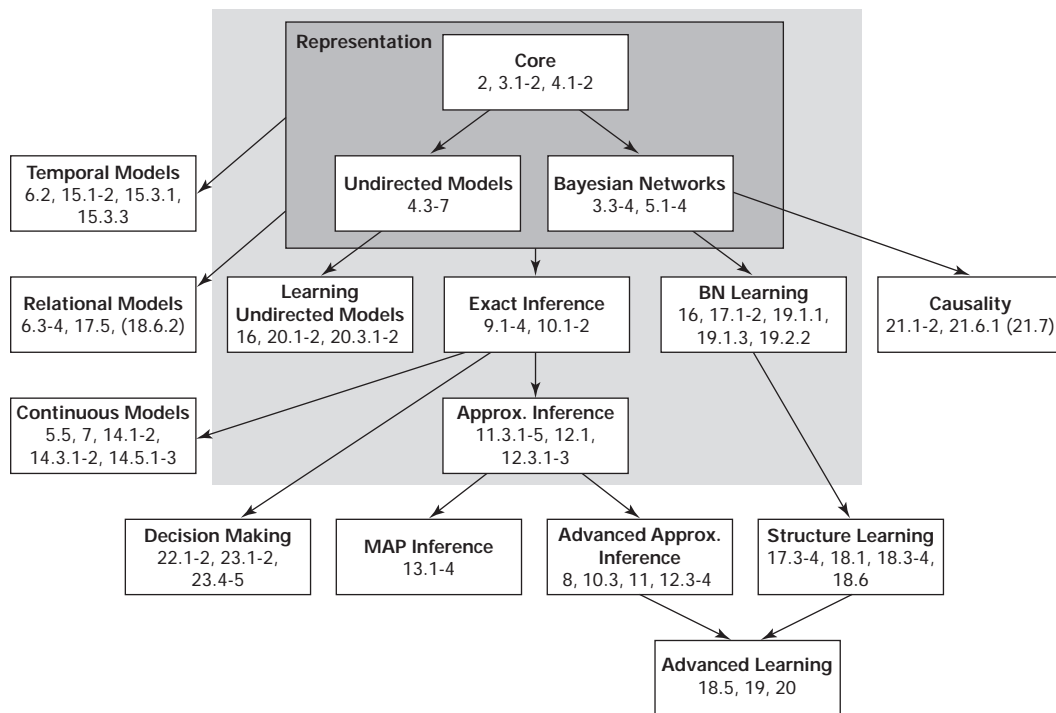 Representation
Core
2, 3.1-2, 4.1-2
Temporal Models
6.2, 15.1-2, 15.3.1,
15.3.3
Undirected Models
4.3-7
Bayesian Networks
3.3-4, 5.1-4
Relational Models
6.3-4, 17.5, (18.6.2)
Learning
Undirected Models
16, 20.1-2, 20.3.1-2
Exact Inference
9.1-4, 10.1-2
BN Learning
16, 17.1-2, 19.1.1,
19.1.3, 19.2.2
Causality
21.1-2, 21.6.1 (21.7)
Continuous Models
5.5, 7, 14.1-2,
14.3.1-2, 14.5.1-3
Approx. Inference
11.3.1-5, 12.1,
12.3.1-3
Decision Making
22.1-2, 23.1-2,
23.4-5
MAP Inference
13.1-4
Advanced Approx.
Inference
8, 10.3, 11, 12.3-4
Structure Learning
17.3-4, 18.1, 18.3-4,
18.6
Advanced Learning
18.5, 19, 20